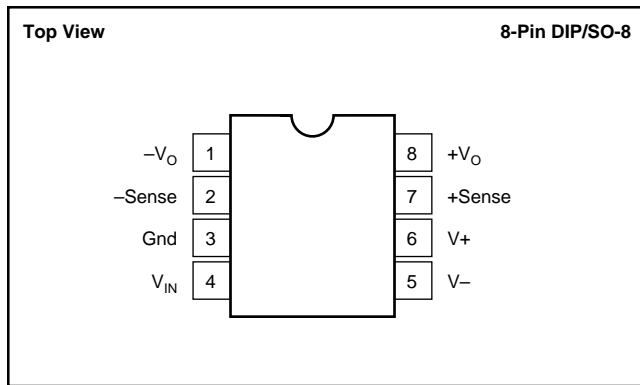 Top View 8-Pin DIP/SO-8
–VO 1 8 +VO
–Sense 2 7 +Sense
Gnd 3 6 V+
VIN 4 5 V–